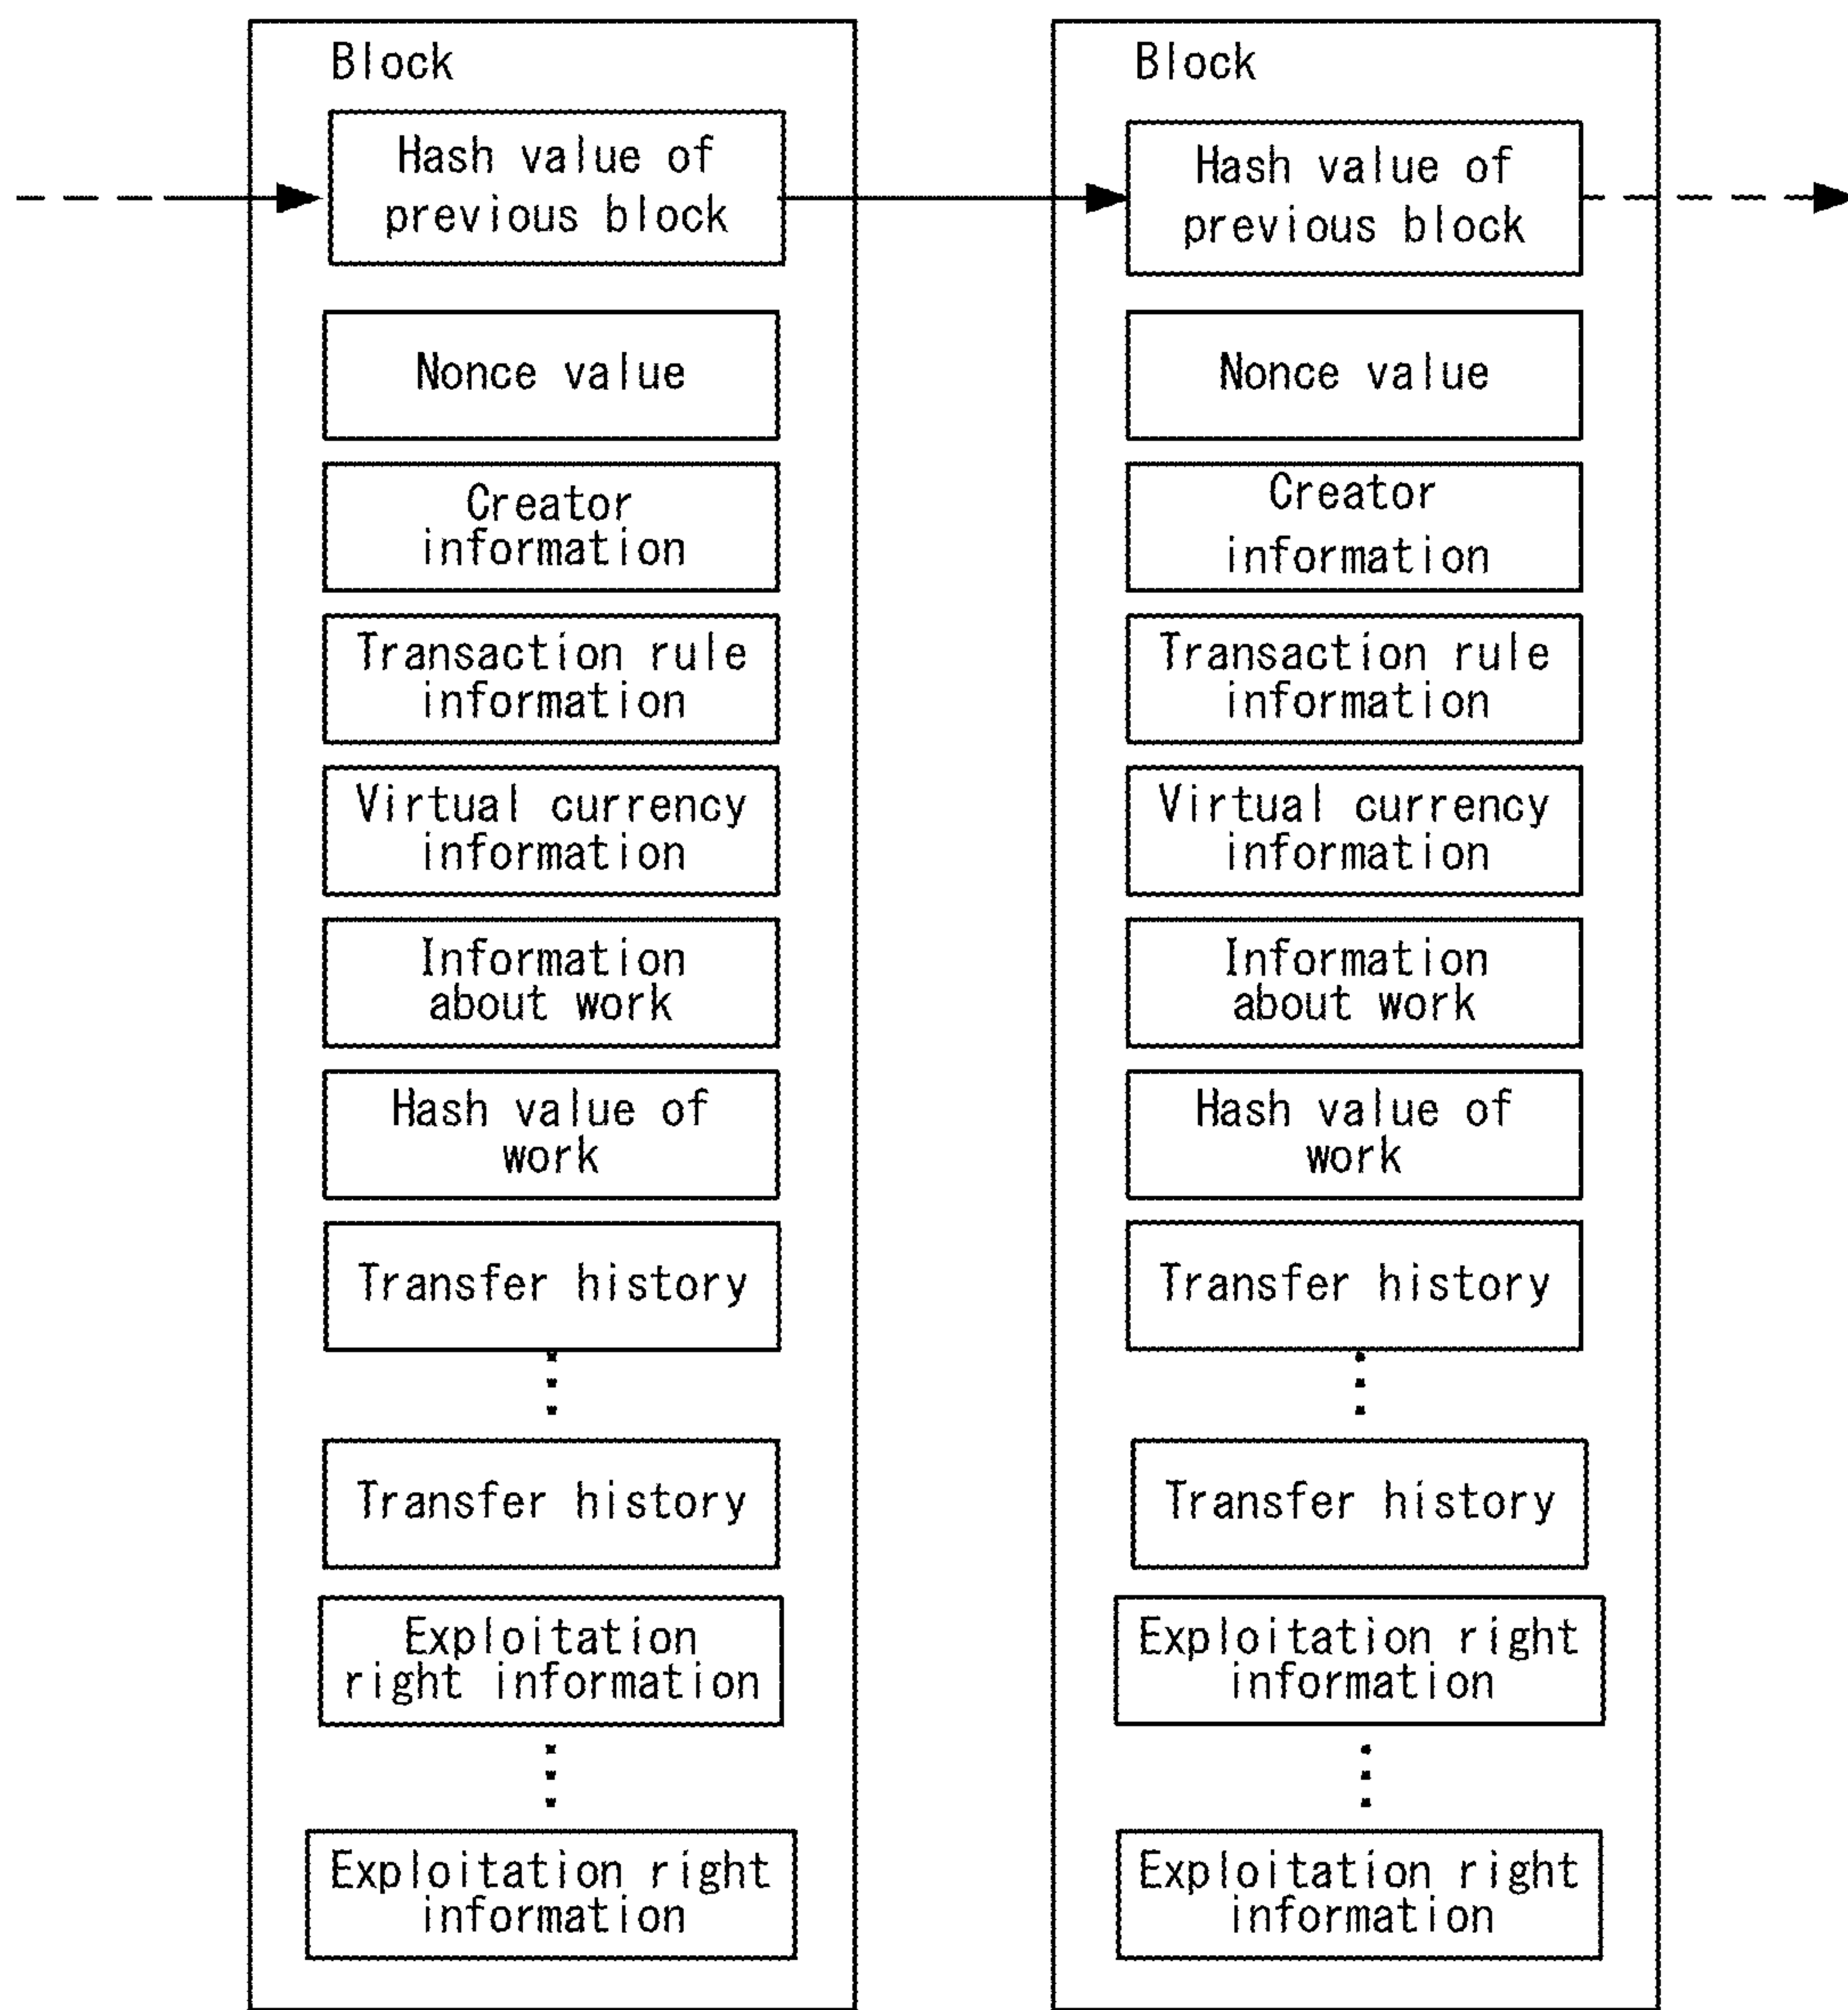 Block
Hash value of
previous block
Nonce value
Creator
information
Transaction rule
information
Virtual currency
information
Information
about work
Hash value of
work
Transfer history
Transfer history
Exploitation
right information
Exploitation right
information
Block
Hash value of
previous block
Nonce value
Creator
information
Transaction rule
information
Virtual currency
information
Information
about work
Hash value of
work
Transfer history
Transfer history
Exploitation right
information
Exploitation right
information